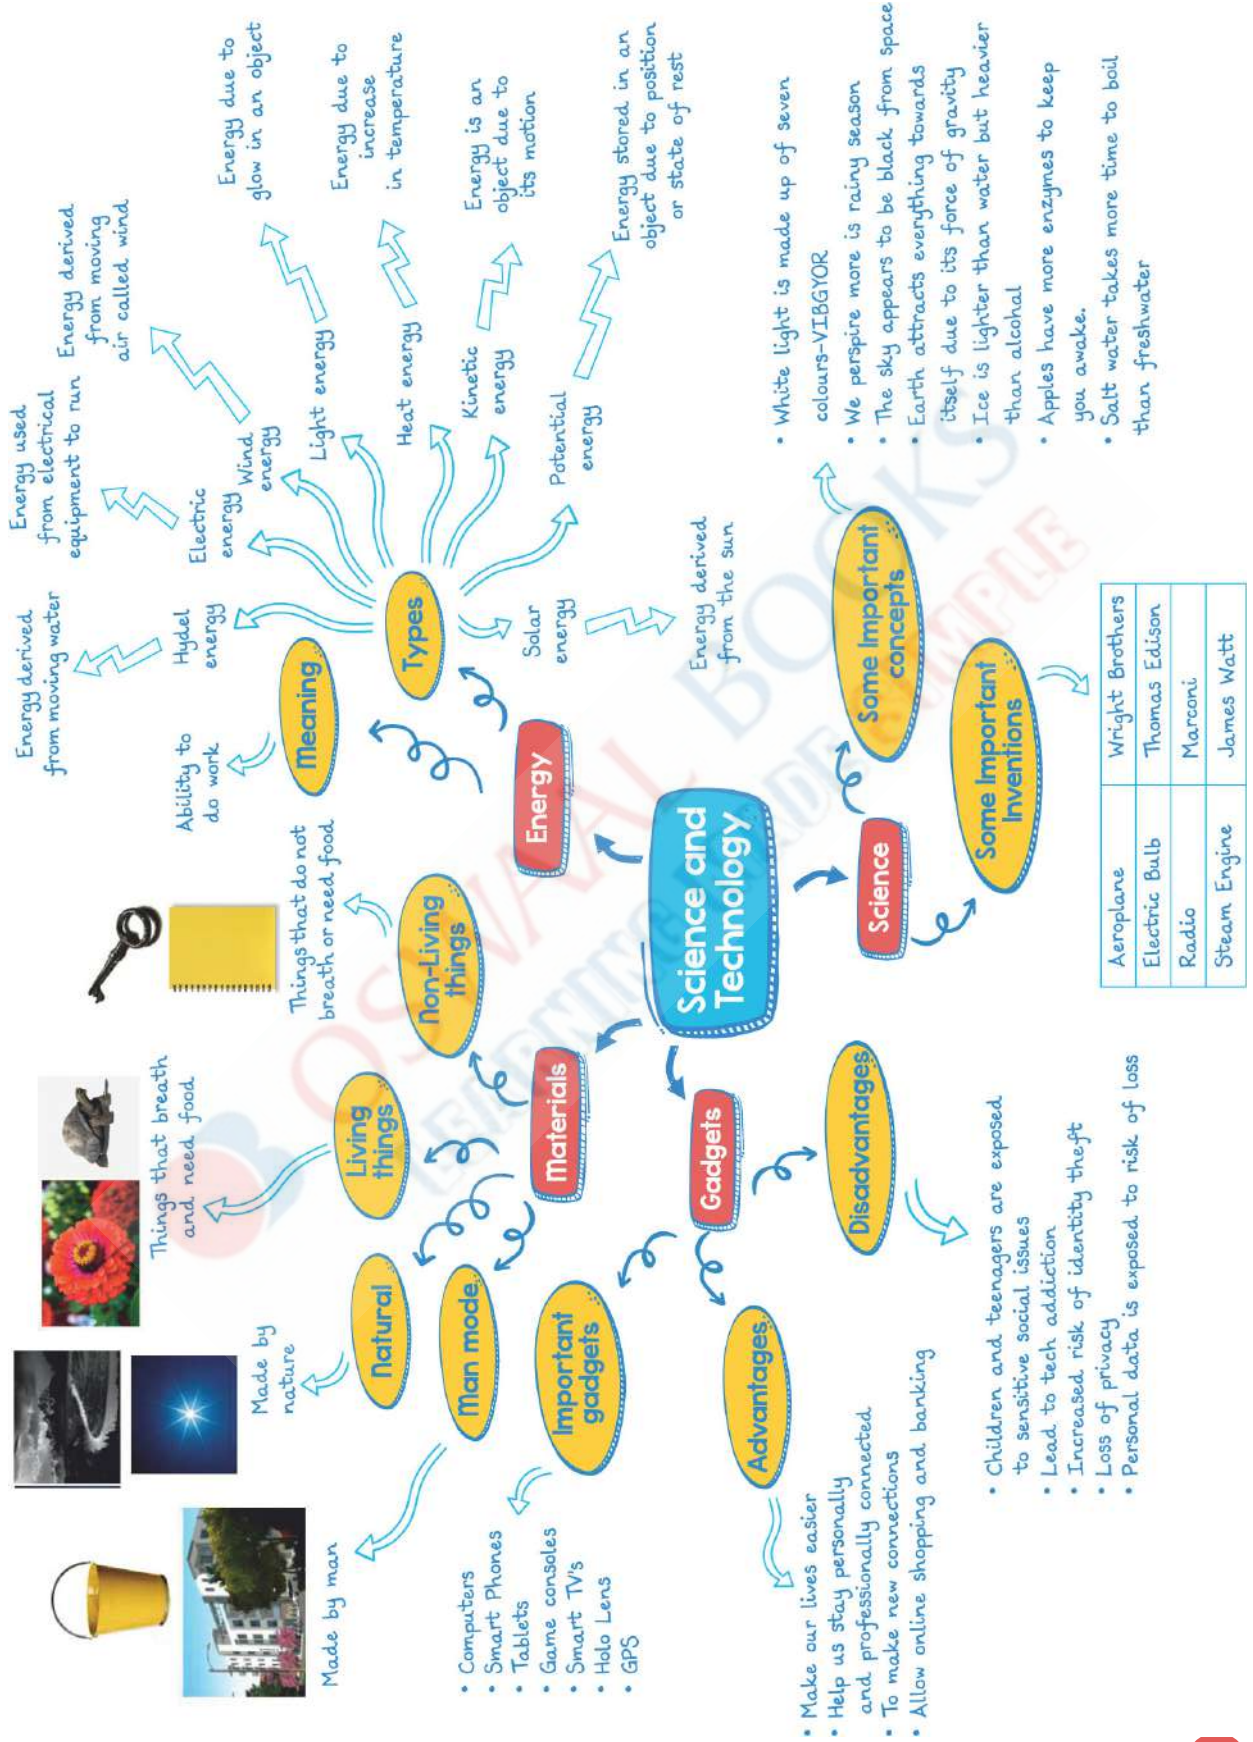 Science and
Technology
Energy
Meaning
Ability to
do work
Types
Hydel
energy
Energy derived
from moving water
Electric
energy
Energy used
from electrical
equipment to run
Wind
energy
Energy derived
from moving
air called wind
Light energy
Energy due to
glow in an object
Heat energy
Energy due to
increase
in temperature
Kinetic
energy
Energy is an
object due to
its motion
Potential
energy
Energy stored in an
object due to position
or state of rest
Solar
energy
Energy derived
from the sun
Science
Some Important
concepts
• White light is made up of seven
colours-VIBGYOR
• We perspire more is rainy season
• The sky appears to be black from space
• Earth attracts everything towards
itself due to its force of gravity
• Ice is lighter than water but heavier
than alcohal
• Apples have more enzymes to keep
you awake.
• Salt water takes more time to boil
than freshwater
Some Important
Inventions
Aeroplane Wright Brothers
Electric Bulb Thomas Edison
Radio Marconi
Steam Engine James Watt
Materials
Non-Living
things
Things that do not
breath or need food
Living
things
Things that breath
and need food
Natural
Made by
nature
Man mode
Made by man
Gadgets
Important
gadgets
• Computers
• Smart Phones
• Tablets
• Game consoles
• Smart TV's
• Holo Lens
• GPS
Advantages
• Make our lives easier
• Help us stay personally
and professionally connected
• To make new connections
• Allow online shopping and banking
Disadvantages
• Children and teenagers are exposed
to sensitive social issues
• Lead to tech addiction
• Increased risk of identity theft
• Loss of privacy
• Personal data is exposed to risk of loss
OSWAAL BOOKS
LEARNING MADE SIMPLE